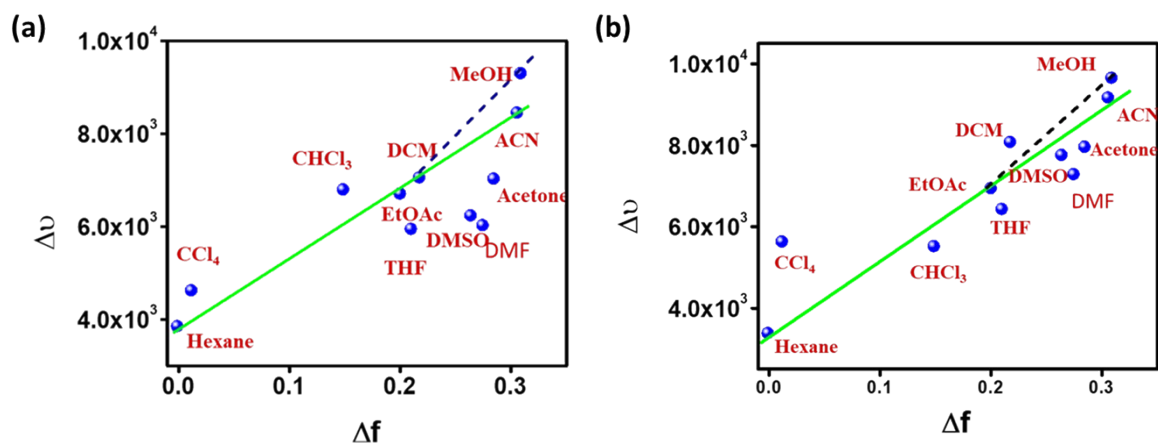 (a)
1.0x10⁴
8.0x10³
6.0x10³
4.0x10³
Δυ
0.0
0.1
0.2
0.3
Δf
MeOH
ACN
DCM
CHCl₃
Acetone
EtOAc
DMSO
DMF
THF
CCl₄
Hexane
(b)
1.0x10⁴
8.0x10³
6.0x10³
4.0x10³
Δυ
0.0
0.1
0.2
0.3
Δf
MeOH
ACN
DCM
Acetone
EtOAc
DMSO
DMF
THF
CHCl₃
CCl₄
Hexane